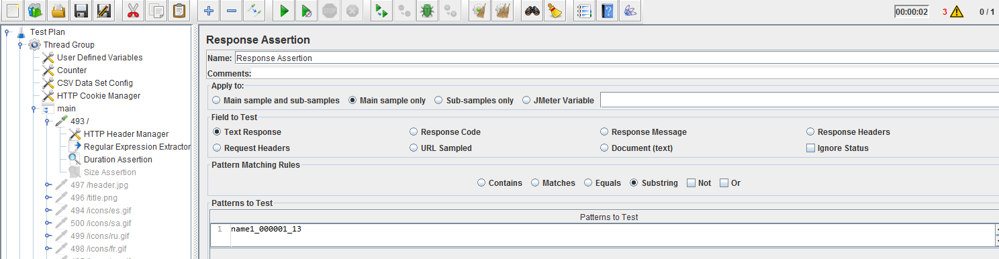 00:00:02 3 0 / 1
Test Plan
Thread Group
User Defined Variables
Counter
CSV Data Set Config
HTTP Cookie Manager
main
493 /
HTTP Header Manager
Regular Expression Extractor
Duration Assertion
Size Assertion
497 /header.jpg
496 /title.png
494 /icons/es.gif
500 /icons/sa.gif
499 /icons/ru.gif
498 /icons/fr.gif
Response Assertion
Name: Response Assertion
Comments:
Apply to:
Main sample and sub-samples Main sample only Sub-samples only JMeter Variable
Field to Test
Text Response Response Code Response Message Response Headers
Request Headers URL Sampled Document (text) Ignore Status
Pattern Matching Rules
Contains Matches Equals Substring Not Or
Patterns to Test
Patterns to Test
1 name1_000001_13